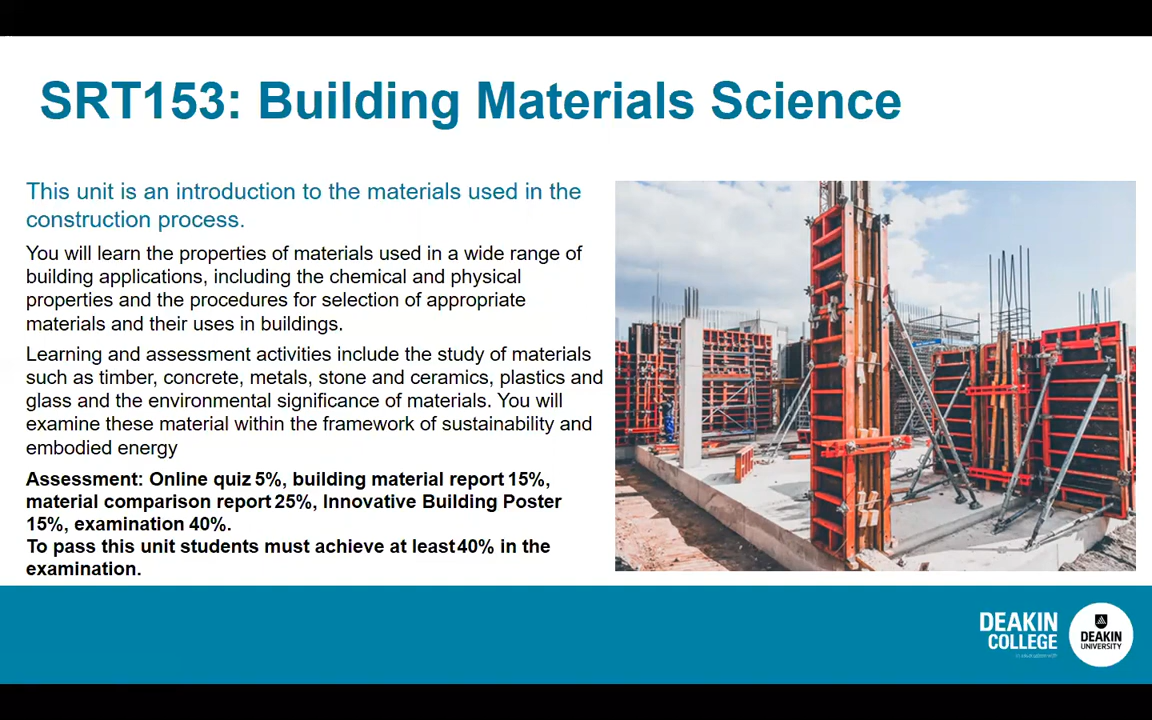 SRT153: Building Materials Science
This unit is an introduction to the materials used in the
construction process.
You will learn the properties of materials used in a wide range of
building applications, including the chemical and physical
properties and the procedures for selection of appropriate
materials and their uses in buildings.
Learning and assessment activities include the study of materials
such as timber, concrete, metals, stone and ceramics, plastics and
glass and the environmental significance of materials. You will
examine these material within the framework of sustainability and
embodied energy
Assessment: Online quiz 5%, building material report 15%,
material comparison report 25%, Innovative Building Poster
15%, examination 40%.
To pass this unit students must achieve at least 40% in the
examination.
DEAKIN
COLLEGE
DEAKIN
UNIVERSITY